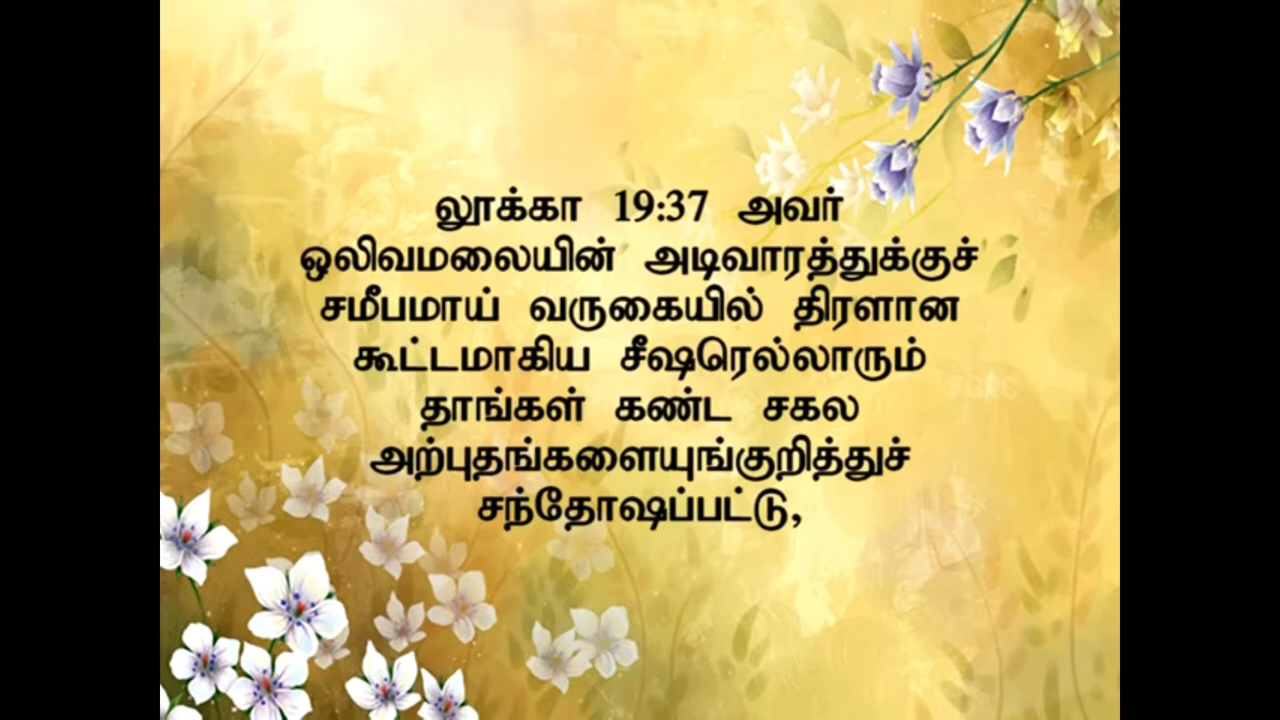 லூக்கா 19:37 அவர்
ஒலிவமலையின் அடிவாரத்துக்குச்
சமீபமாய் வருகையில் திரளான
கூட்டமாகிய சீஷரெல்லாரும்
தாங்கள் கண்ட சகல
அற்புதங்களையுங்குறித்துச்
சந்தோஷப்பட்டு,